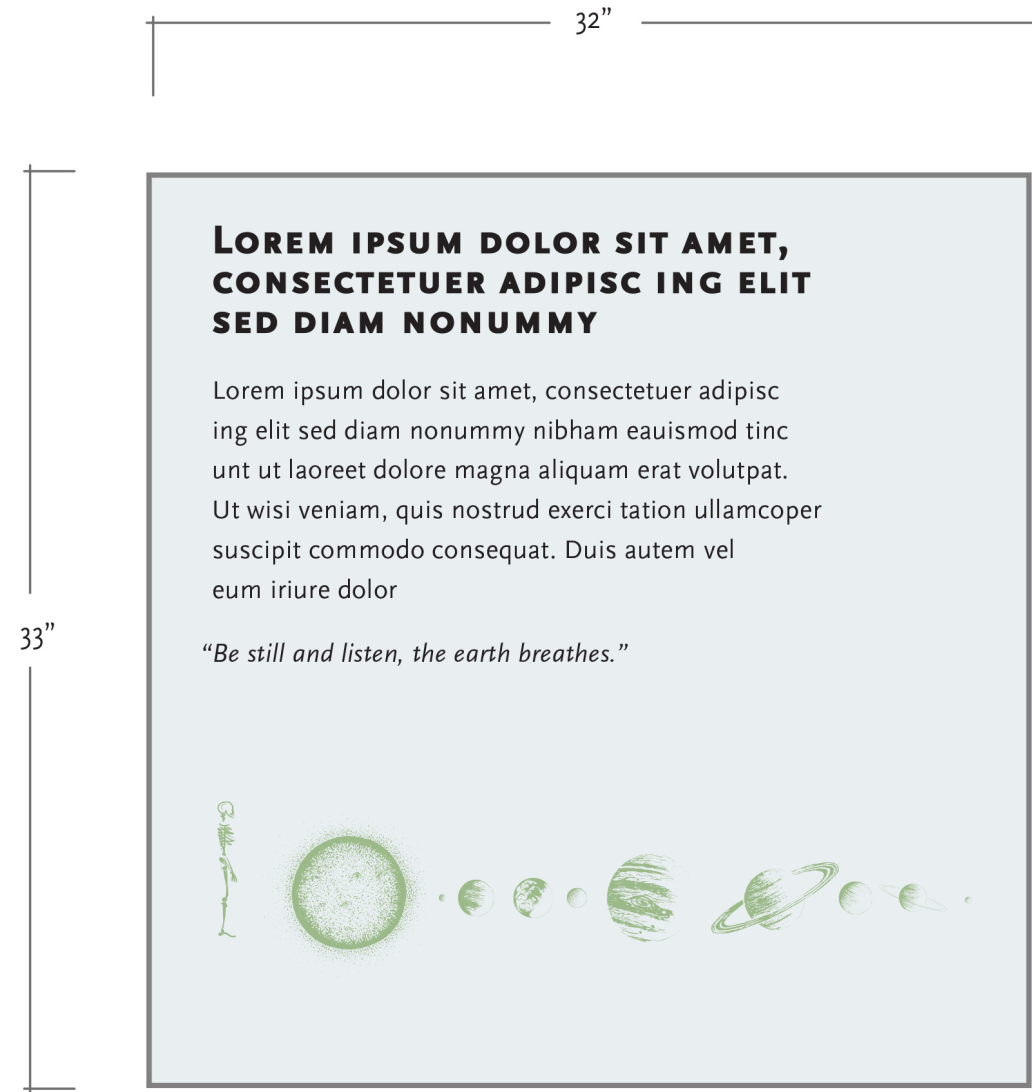 32”
Lorem ipsum dolor sit amet,
consectetuer adipisc ing elit
sed diam nonummy
Lorem ipsum dolor sit amet, consectetuer adipisc
ing elit sed diam nonummy nibham eauismod tinc
unt ut laoreet dolore magna aliquam erat volutpat.
Ut wisi veniam, quis nostrud exerci tation ullamcoper
suscipit commodo consequat. Duis autem vel
eum iriure dolor
33”
“Be still and listen, the earth breathes.”